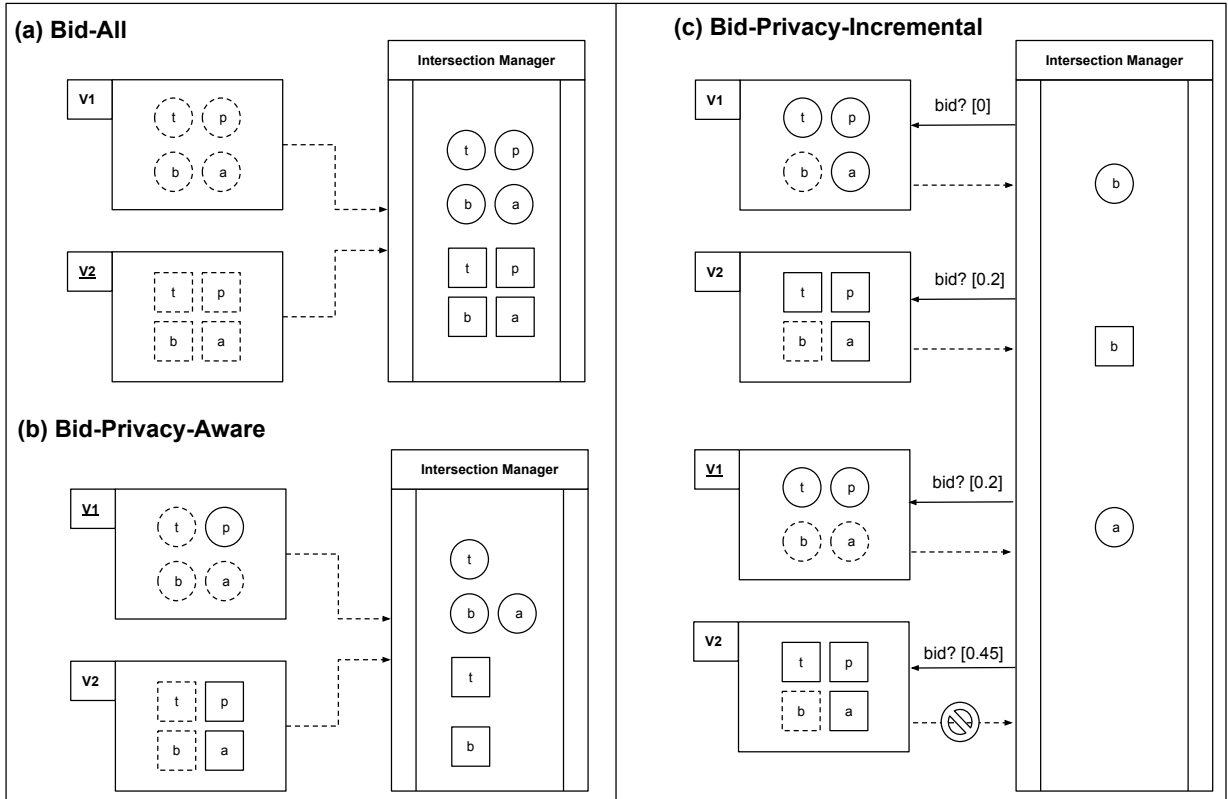 (a) Bid-All
Intersection Manager
V1
t p
b a
t p
b a
V2
t p
b a
t p
b a
(b) Bid-Privacy-Aware
Intersection Manager
V1
t p
b a
t
b a
V2
t p
b a
t
b
(c) Bid-Privacy-Incremental
Intersection Manager
V1
bid? [0]
t p
b a
b
V2
bid? [0.2]
t p
b a
b
V1
bid? [0.2]
t p
b a
a
V2
bid? [0.45]
t p
b a